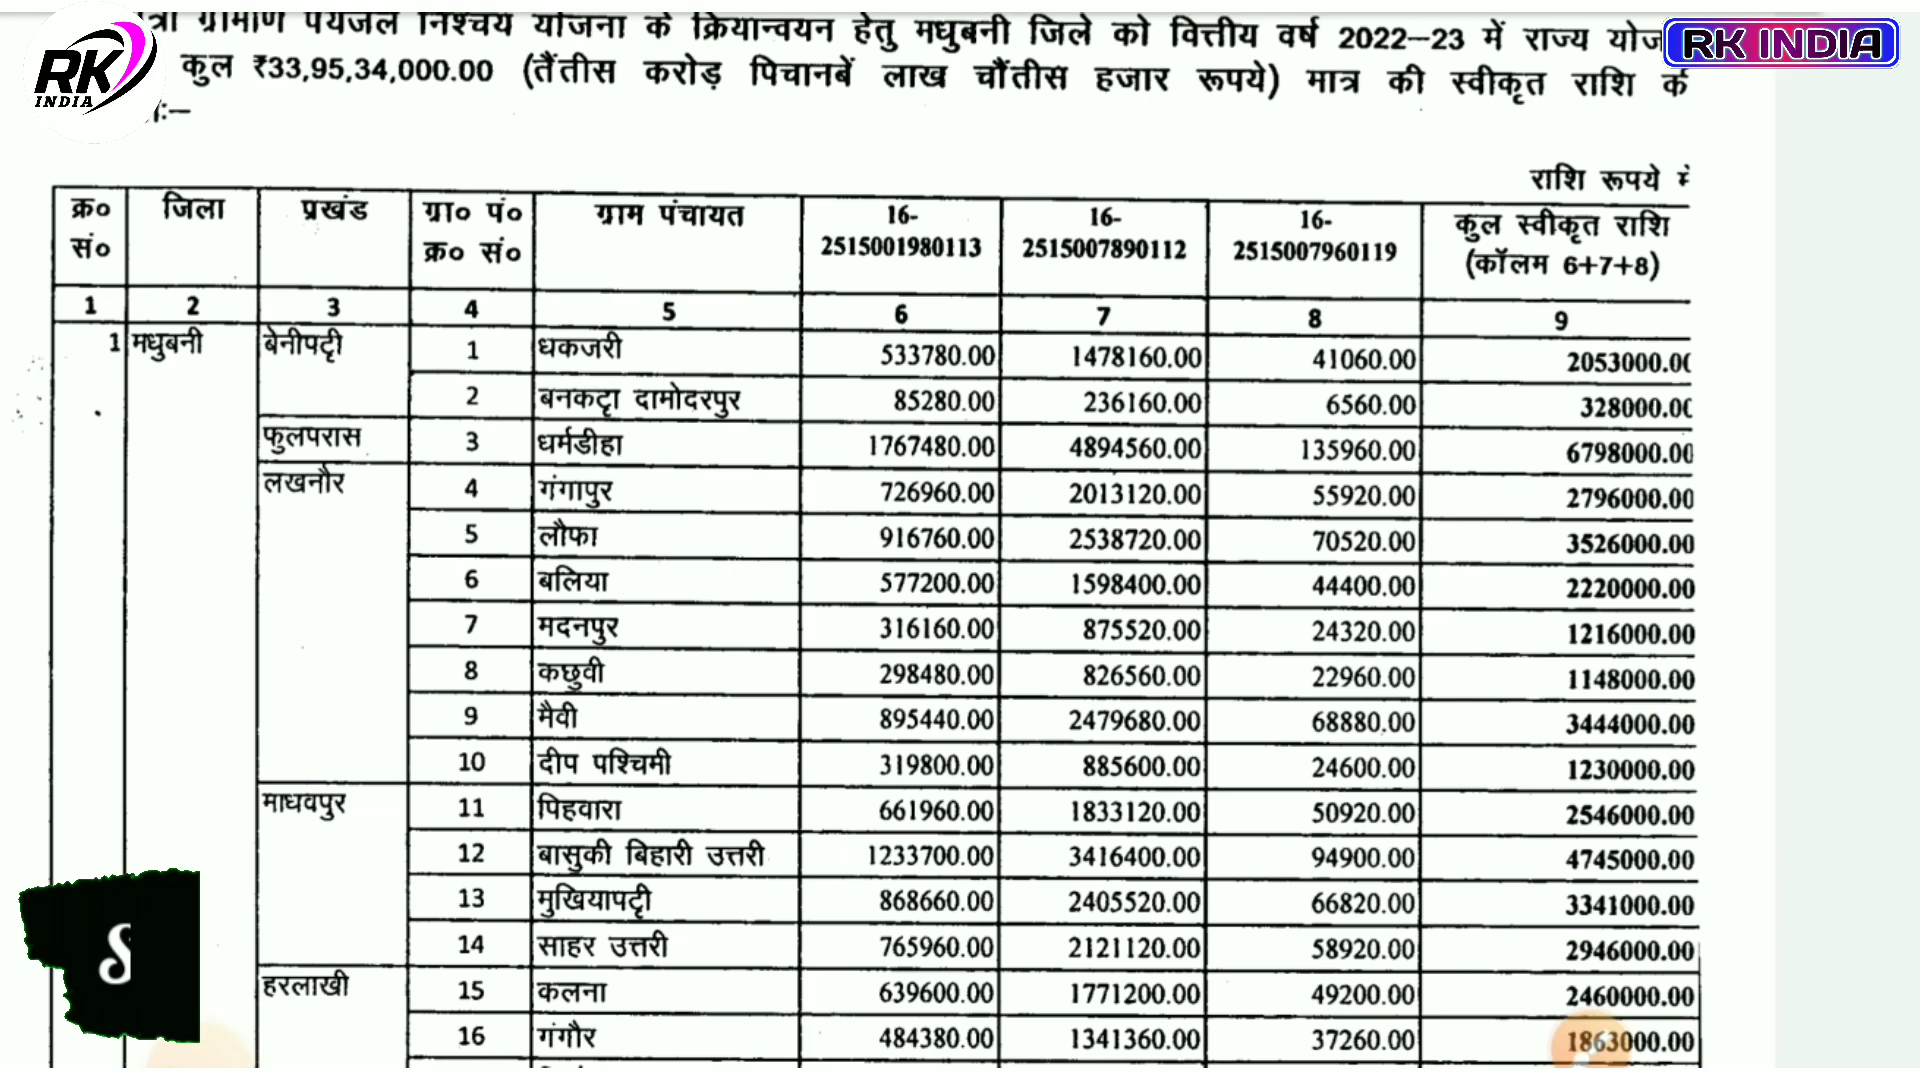 ग्रामीण पेयजल निश्चय योजना के क्रियान्वयन हेतु मधुबनी जिले को वित्तीय वर्ष 2022–23 में राज्य
RK INDIA
RK
INDIA
कुल ₹33,95,34,000.00 (तैंतीस करोड़ पिचानबें लाख चौंतीस हजार रूपये) मात्र की स्वीकृत राशि
राशि रूपये
क्र० सं० जिला प्रखंड ग्रा० पं० क्र० सं० ग्राम पंचायत 16-2515001980113 16-2515007890112 16-2515007960119 कुल स्वीकृत राशि (कॉलम 6+7+8)
1 2 3 4 5 6 7 8 9
1 मधुबनी बेनीपट्टी 1 धकजरी 533780.00 1478160.00 41060.00 2053000.00
2 बनकट्टा दामोदरपुर 85280.00 236160.00 6560.00 328000.00
फुलपरास 3 धर्मडीहा 1767480.00 4894560.00 135960.00 6798000.00
लखनौर 4 गंगापुर 726960.00 2013120.00 55920.00 2796000.00
5 लौफा 916760.00 2538720.00 70520.00 3526000.00
6 बलिया 577200.00 1598400.00 44400.00 2220000.00
7 मदनपुर 316160.00 875520.00 24320.00 1216000.00
8 कछुवी 298480.00 826560.00 22960.00 1148000.00
9 मैवी 895440.00 2479680.00 68880.00 3444000.00
10 दीप पश्चिमी 319800.00 885600.00 24600.00 1230000.00
माधवपुर 11 पिहवारा 661960.00 1833120.00 50920.00 2546000.00
12 बासुकी बिहारी उत्तरी 1233700.00 3416400.00 94900.00 4745000.00
13 मुखियापट्टी 868660.00 2405520.00 66820.00 3341000.00
14 साहर उत्तरी 765960.00 2121120.00 58920.00 2946000.00
हरलाखी 15 कलना 639600.00 1771200.00 49200.00 2460000.00
16 गंगौर 484380.00 1341360.00 37260.00 1863000.00